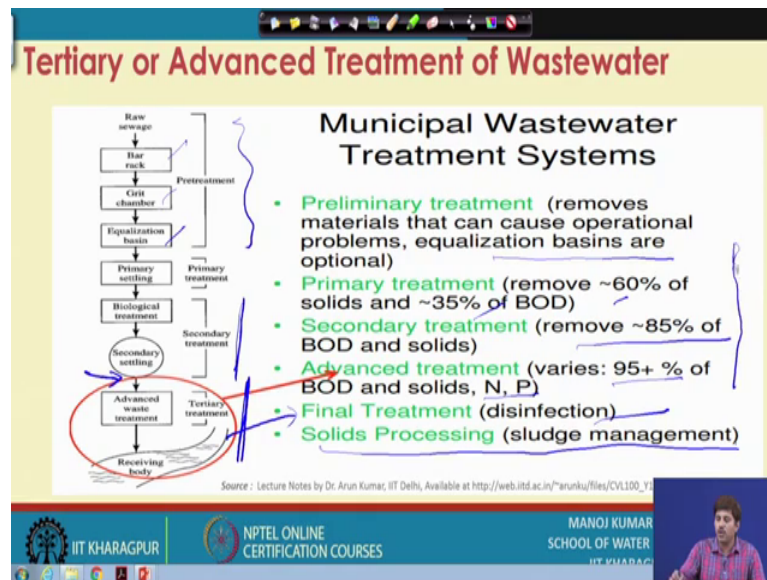 Tertiary or Advanced Treatment of Wastewater
Raw
sewage
Bar
rack
Grit
chamber
Equalization
basin
Pretreatment
Primary
settling
Primary
treatment
Biological
treatment
Secondary
settling
Secondary
treatment
Advanced
waste
treatment
Tertiary
treatment
Receiving
body
Municipal Wastewater
Treatment Systems
• Preliminary treatment (removes
materials that can cause operational
problems, equalization basins are
optional)
• Primary treatment (remove ~60% of
solids and ~35% of BOD)
• Secondary treatment (remove ~85% of
BOD and solids)
• Advanced treatment (varies: 95+ % of
BOD and solids, N, P)
• Final Treatment (disinfection)
• Solids Processing (sludge management)
Source : Lecture Notes by Dr. Arun Kumar, IIT Delhi, Available at http://web.iitd.ac.in/~arunku/files/CVL100_Y1
IIT KHARAGPUR
NPTEL ONLINE
CERTIFICATION COURSES
MANOJ KUMAR
SCHOOL OF WATER
IIT KHARAG